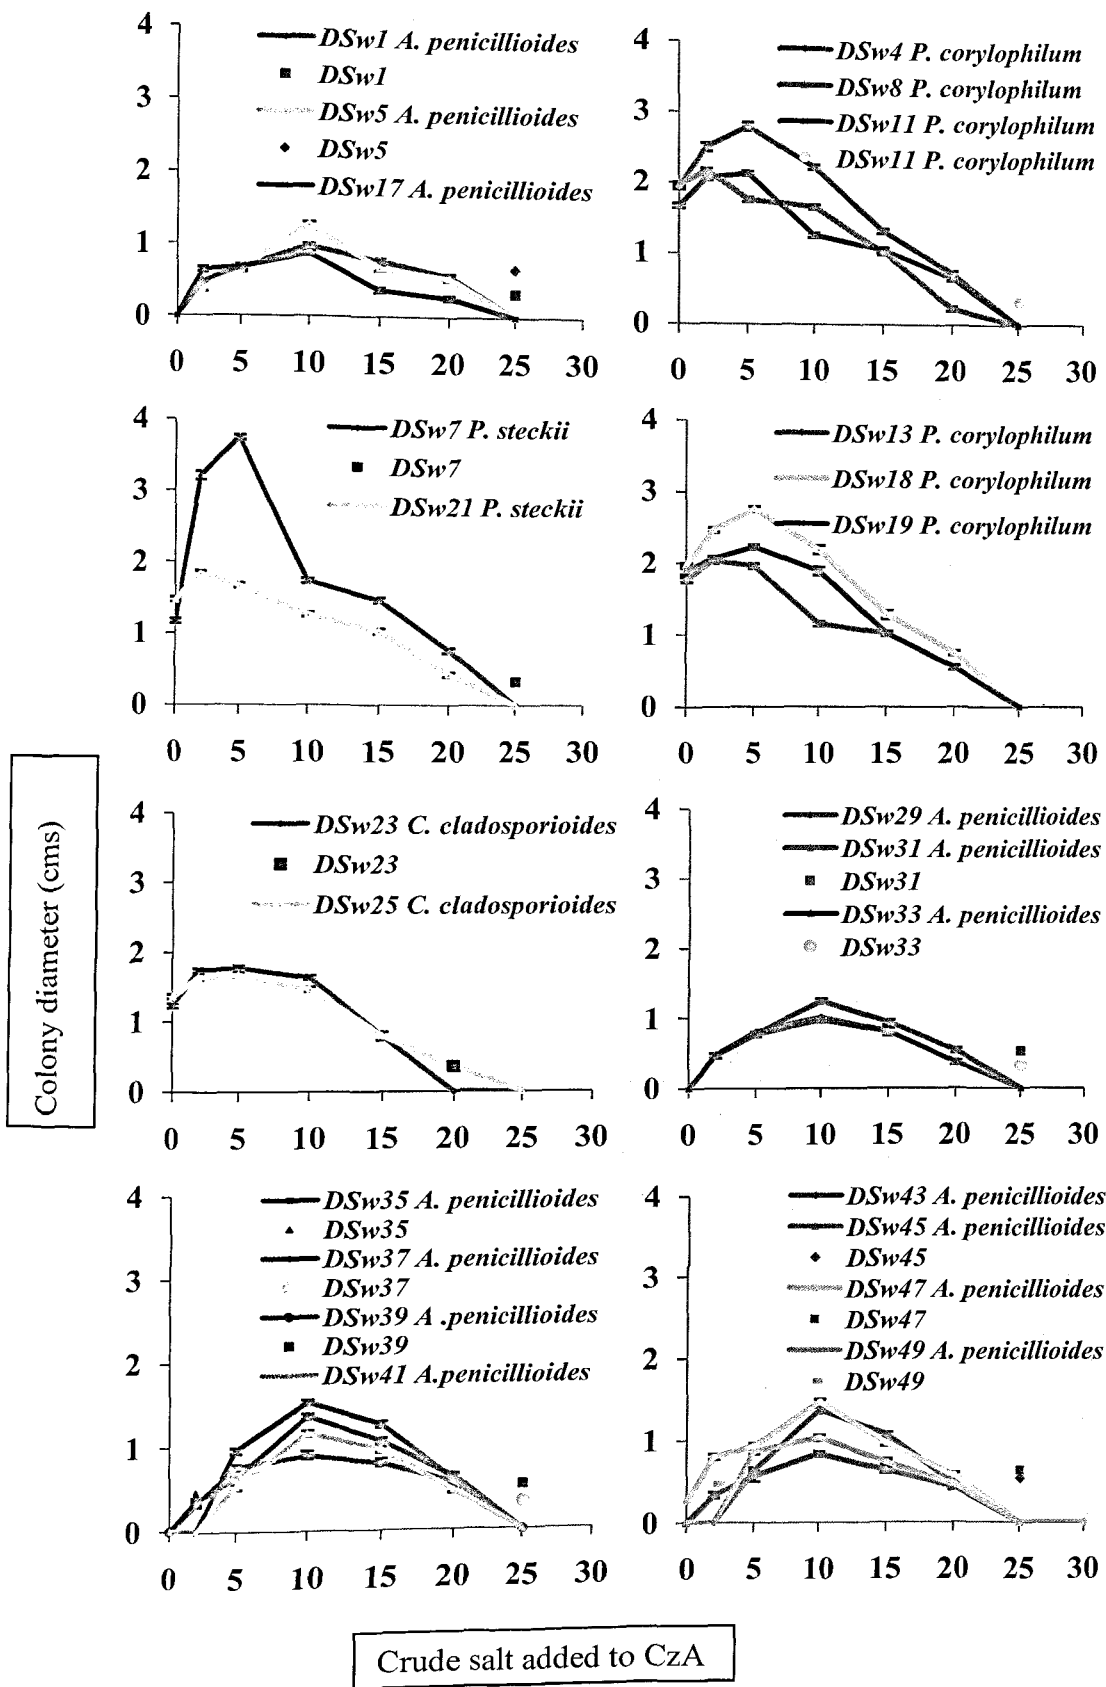 4
3
2
1
0
DSw1 A. penicillioides
DSw1
DSw5 A. penicillioides
DSw5
DSw17 A. penicillioides
0 5 10 15 20 25 30
4
3
2
1
0
DSw4 P. corylophilum
DSw8 P. corylophilum
DSw11 P. corylophilum
DSw11 P. corylophilum
0 5 10 15 20 25 30
4
3
2
1
0
DSw7 P. steckii
DSw7
DSw21 P. steckii
0 5 10 15 20 25 30
4
3
2
1
0
DSw13 P. corylophilum
DSw18 P. corylophilum
DSw19 P. corylophilum
0 5 10 15 20 25 30
Colony diameter (cms)
4
3
2
1
0
DSw23 C. cladosporioides
DSw23
DSw25 C. cladosporioides
0 5 10 15 20 25 30
4
3
2
1
0
DSw29 A. penicillioides
DSw31 A. penicillioides
DSw31
DSw33 A. penicillioides
DSw33
0 5 10 15 20 25 30
4
3
2
1
0
DSw35 A. penicillioides
DSw35
DSw37 A. penicillioides
DSw37
DSw39 A .penicillioides
DSw39
DSw41 A.penicillioides
0 5 10 15 20 25 30
4
3
2
1
0
DSw43 A. penicillioides
DSw45 A. penicillioides
DSw45
DSw47 A. penicillioides
DSw47
DSw49 A. penicillioides
DSw49
0 5 10 15 20 25 30
Crude salt added to CzA